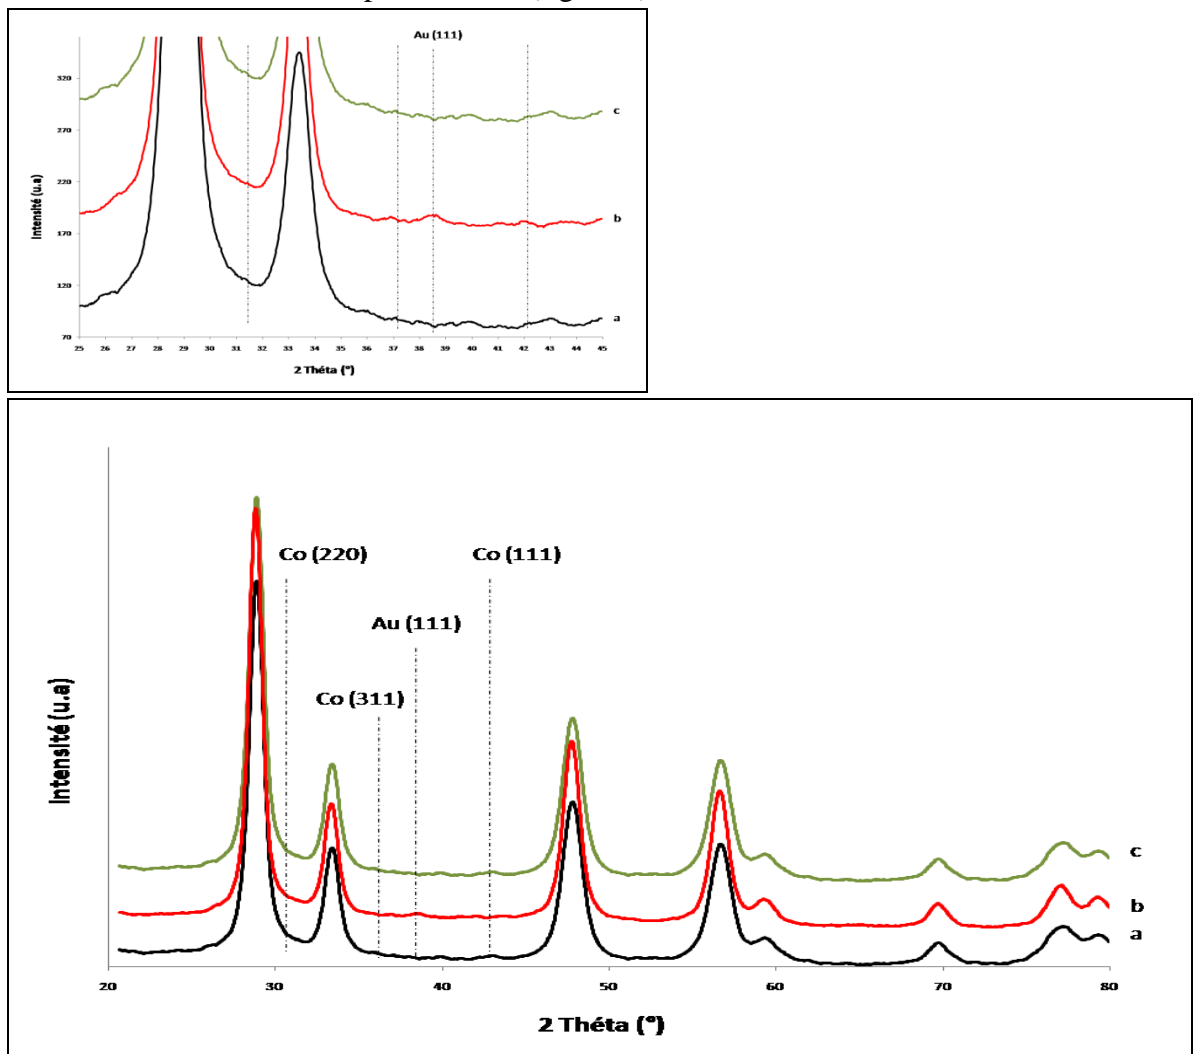 Au (111)
320
270
220
170
120
70
Intensité (u.a)
c
b
a
25 26 27 28 29 30 31 32 33 34 35 36 37 38 39 40 41 42 43 44 45
2 Théta (°)
Co (220)
Co (111)
Au (111)
Co (311)
Intensité (u.a)
c
b
a
20 30 40 50 60 70 80
2 Théta (°)